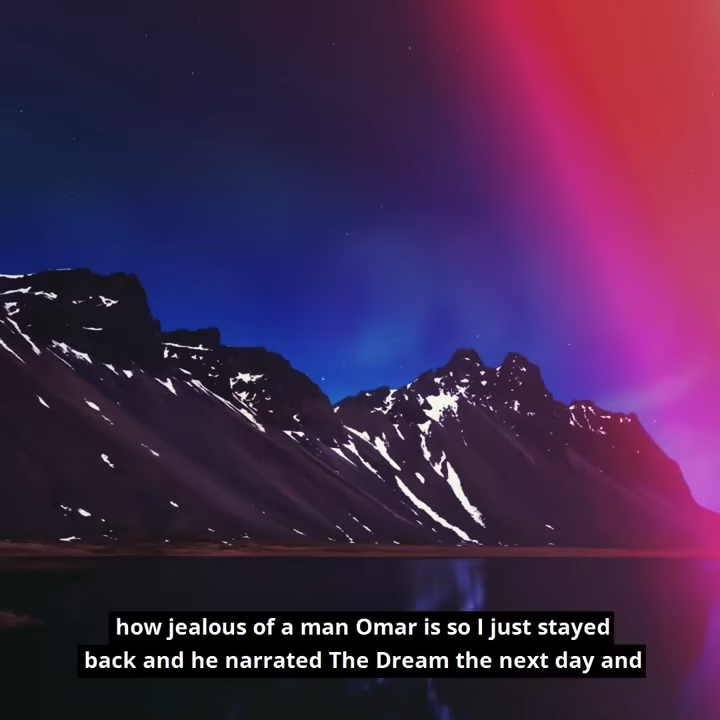 how jealous of a man Omar is so I just stayed
back and he narrated The Dream the next day and